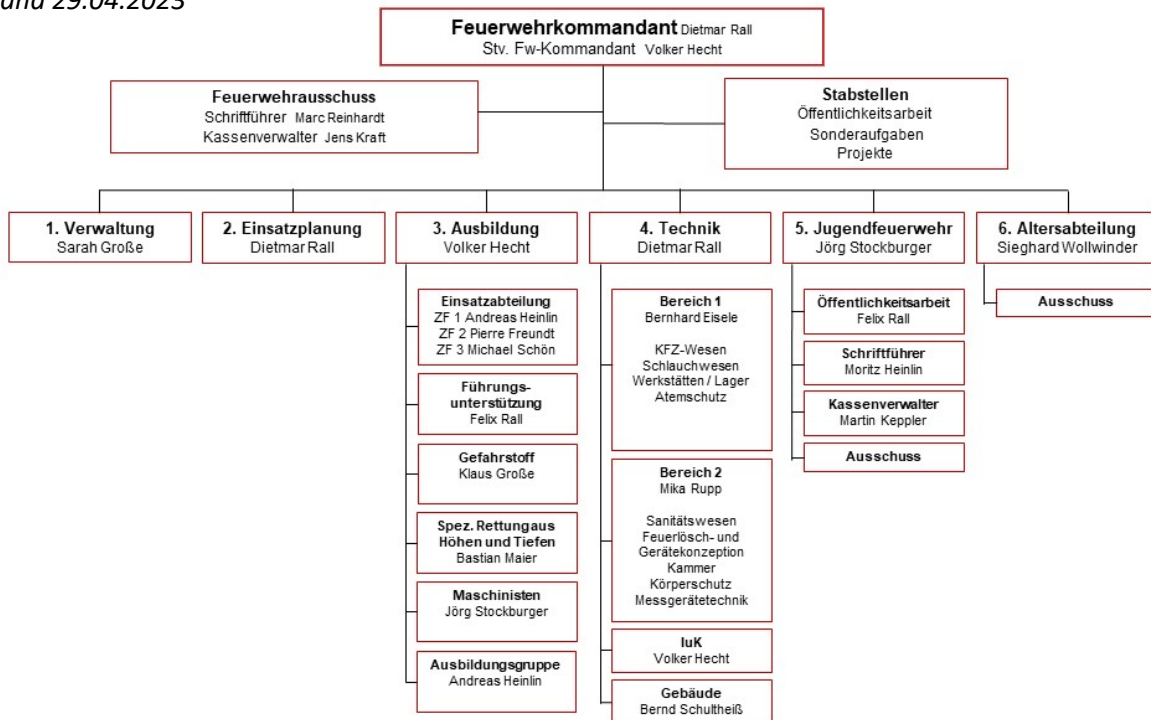 29.04.2023
Feuerwehrkommandant Dietmar Rall
Stv. Fw-Kommandant Volker Hecht
Feuerwehrausschuss
Schriftführer Marc Reinhardt
Kassenverwalter Jens Kraft
Stabstellen
Öffentlichkeitsarbeit
Sonderaufgaben
Projekte
1. Verwaltung
Sarah Große
2. Einsatzplanung
Dietmar Rall
3. Ausbildung
Volker Hecht
4. Technik
Dietmar Rall
5. Jugendfeuerwehr
Jörg Stockburger
6. Altersabteilung
Sieghard Wollwinder
Einsatzabteilung
ZF 1 Andreas Heinlin
ZF 2 Pierre Freundt
ZF 3 Michael Schön
Führungs-
unterstützung
Felix Rall
Gefahrstoff
Klaus Große
Spez. Rettung aus
Höhen und Tiefen
Bastian Maier
Maschinisten
Jörg Stockburger
Ausbildungsgruppe
Andreas Heinlin
Bereich 1
Bernhard Eisele
KFZ-Wesen
Schlauchwesen
Werkstätten / Lager
Atemschutz
Bereich 2
Mika Rupp
Sanitätswesen
Feuerlösch- und
Gerätekonzeption
Kammer
Körperschutz
Messgerätetechnik
IuK
Volker Hecht
Gebäude
Bernd Schultheiß
Öffentlichkeitsarbeit
Felix Rall
Schriftführer
Moritz Heinlin
Kassenverwalter
Martin Keppler
Ausschuss
Ausschuss